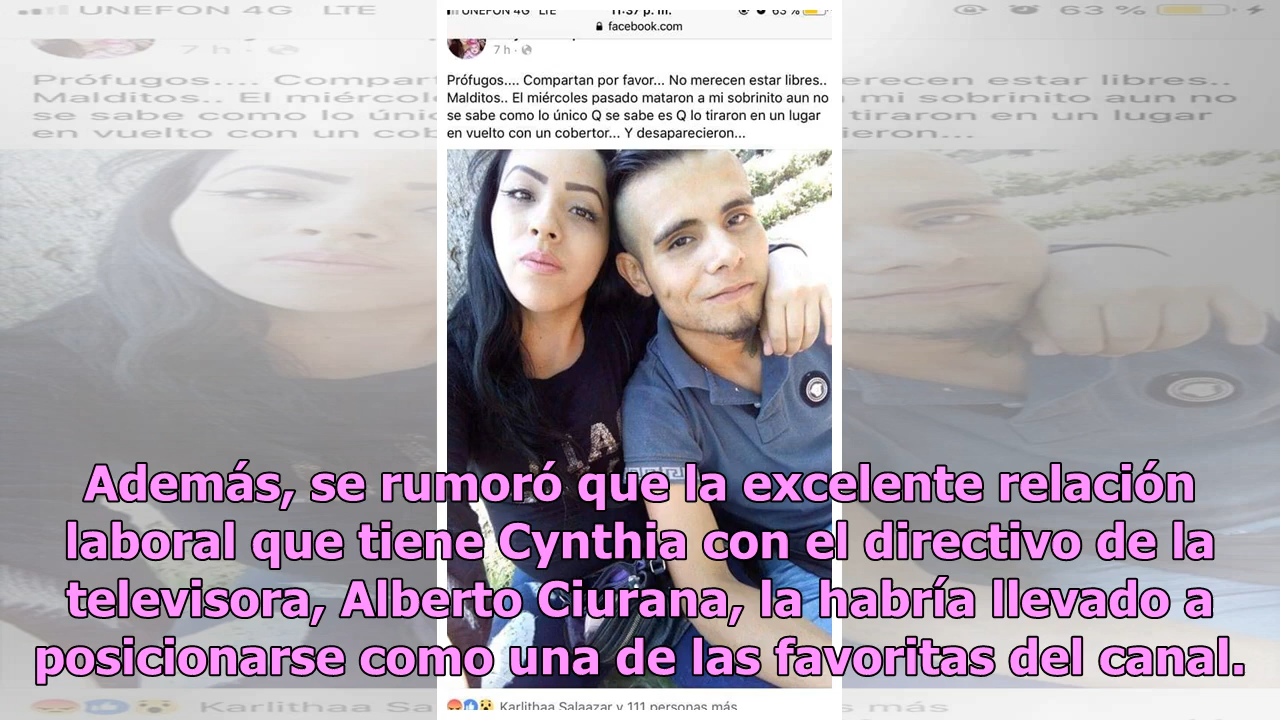 UNEFON 4G LTE
11:37 p. m.
63 %
facebook.com
7 h
Prófugos.... Compartan por favor... No merecen estar libres..
Malditos.. El miércoles pasado mataron a mi sobrinito aun no
se sabe como lo único Q se sabe es Q lo tiraron en un lugar
en vuelto con un cobertor... Y desaparecieron...
Además, se rumoró que la excelente relación
laboral que tiene Cynthia con el directivo de la
televisora, Alberto Ciurana, la habría llevado a
posicionarse como una de las favoritas del canal.
Karlithaa Salaazar y 111 personas más